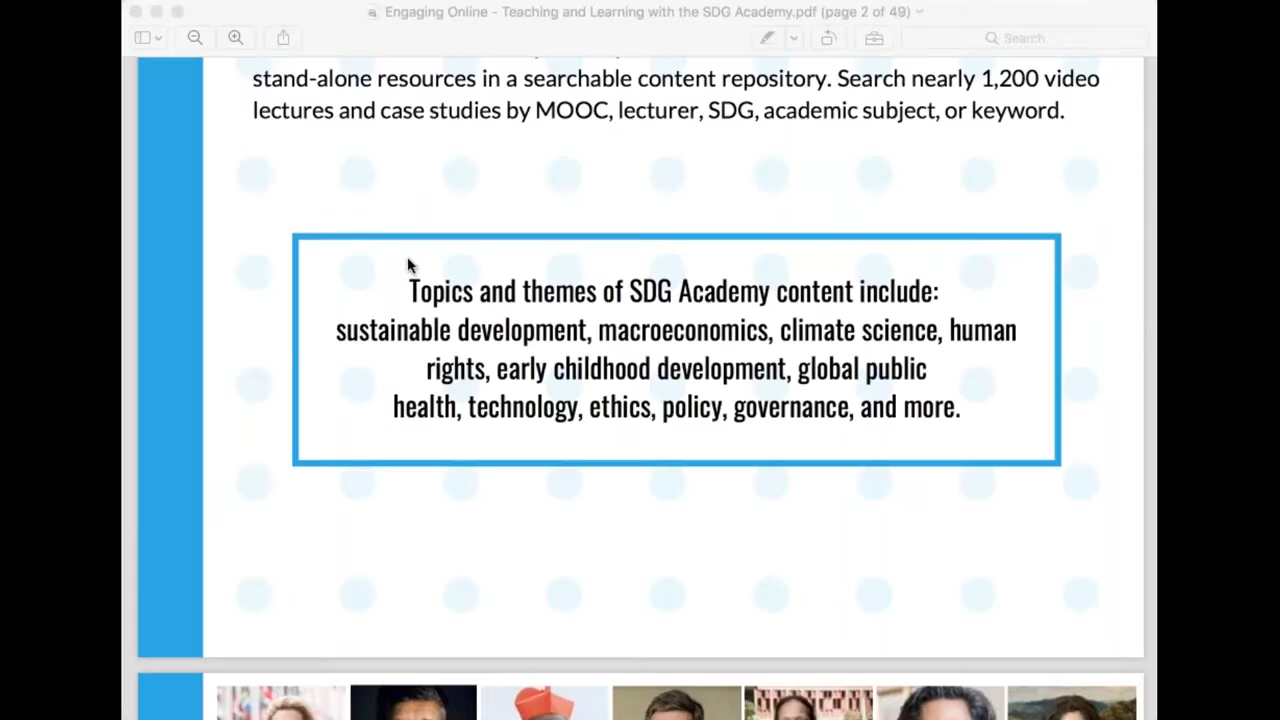 Engaging Online - Teaching and Learning with the SDG Academy.pdf (page 2 of 49)
Search
stand-alone resources in a searchable content repository. Search nearly 1,200 video
lectures and case studies by MOOC, lecturer, SDG, academic subject, or keyword.
Topics and themes of SDG Academy content include:
sustainable development, macroeconomics, climate science, human
rights, early childhood development, global public
health, technology, ethics, policy, governance, and more.